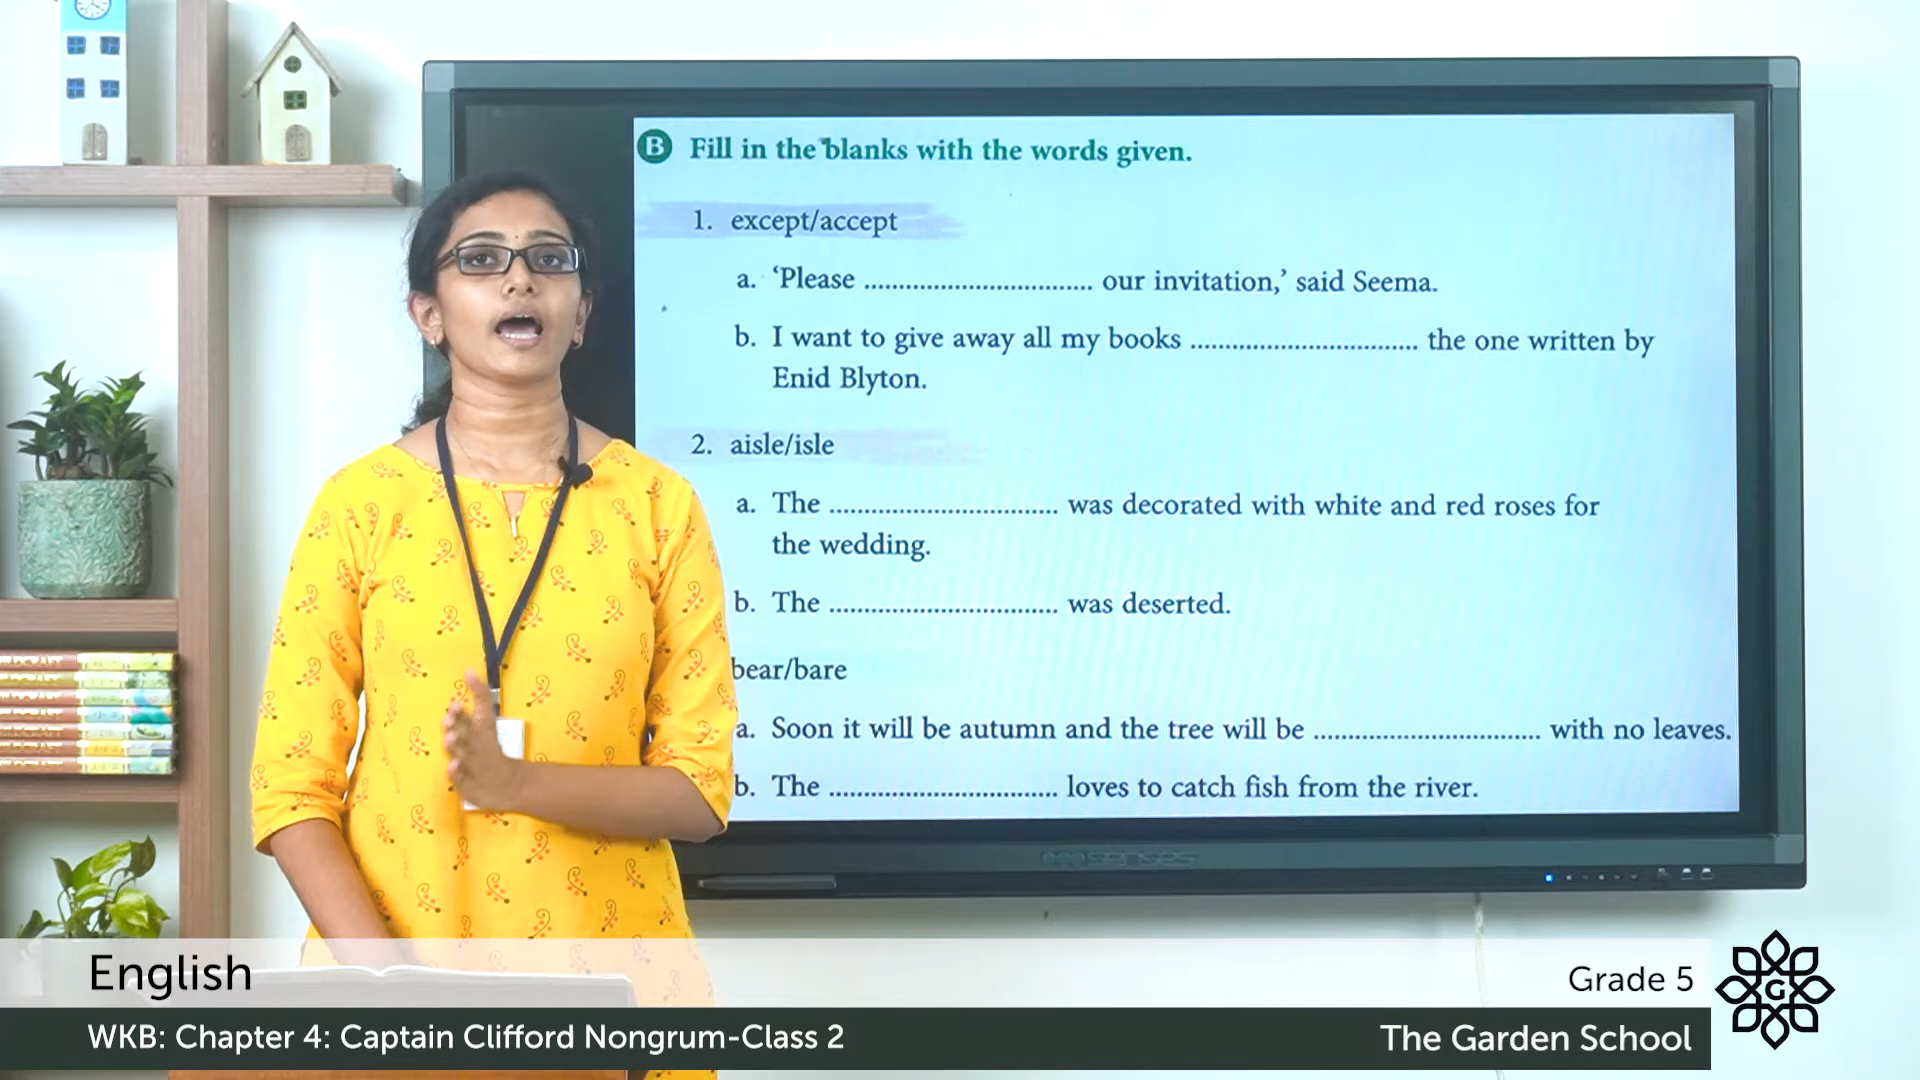 B Fill in the blanks with the words given.
1. except/accept
a. ‘Please ................................. our invitation,’ said Seema.
b. I want to give away all my books ................................. the one written by
Enid Blyton.
2. aisle/isle
a. The ................................. was decorated with white and red roses for
the wedding.
b. The ................................. was deserted.
bear/bare
a. Soon it will be autumn and the tree will be ................................. with no leaves.
b. The ................................. loves to catch fish from the river.
English
Grade 5
G
WKB: Chapter 4: Captain Clifford Nongrum-Class 2
The Garden School